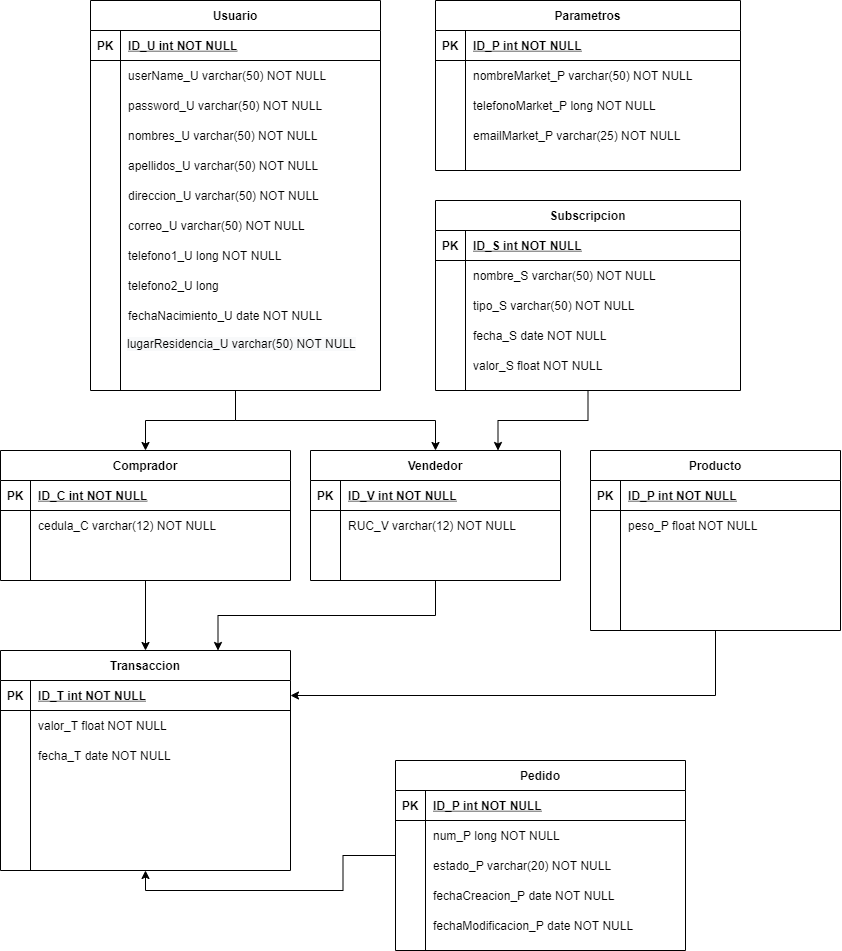 Usuario
PK ID_U int NOT NULL
userName_U varchar(50) NOT NULL
password_U varchar(50) NOT NULL
nombres_U varchar(50) NOT NULL
apellidos_U varchar(50) NOT NULL
direccion_U varchar(50) NOT NULL
correo_U varchar(50) NOT NULL
telefono1_U long NOT NULL
telefono2_U long
fechaNacimiento_U date NOT NULL
lugarResidencia_U varchar(50) NOT NULL
Parametros
PK ID_P int NOT NULL
nombreMarket_P varchar(50) NOT NULL
telefonoMarket_P long NOT NULL
emailMarket_P varchar(25) NOT NULL
Subscripcion
PK ID_S int NOT NULL
nombre_S varchar(50) NOT NULL
tipo_S varchar(50) NOT NULL
fecha_S date NOT NULL
valor_S float NOT NULL
Comprador
PK ID_C int NOT NULL
cedula_C varchar(12) NOT NULL
Vendedor
PK ID_V int NOT NULL
RUC_V varchar(12) NOT NULL
Producto
PK ID_P int NOT NULL
peso_P float NOT NULL
Transaccion
PK ID_T int NOT NULL
valor_T float NOT NULL
fecha_T date NOT NULL
Pedido
PK ID_P int NOT NULL
num_P long NOT NULL
estado_P varchar(20) NOT NULL
fechaCreacion_P date NOT NULL
fechaModificacion_P date NOT NULL